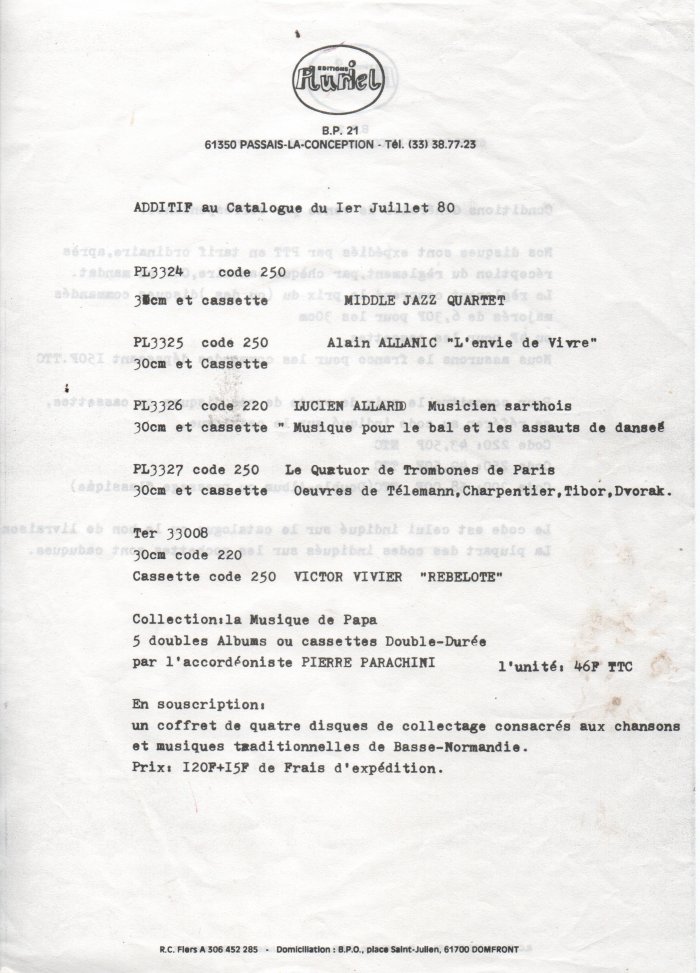 EDITIONS
Pluriel
B.P. 21
61350 PASSAIS-LA-CONCEPTION - Tél. (33) 38.77.23
ADDITIF au Catalogue du Ier Juillet 80
PL3324 code 250
30cm et cassette MIDDLE JAZZ QUARTET
PL3325 code 250 Alain ALLANIC "L'envie de Vivre"
30cm et Cassette
PL3326 code 220 LUCIEN ALLARD Musicien sarthois
30cm et cassette " Musique pour le bal et les assauts de danse"
PL3327 code 250 Le Quatuor de Trombones de Paris
30cm et cassette Oeuvres de Télemann,Charpentier,Tibor,Dvorak.
Ter 33008
30cm code 220
Cassette code 250 VICTOR VIVIER "REBELOTE"
Collection:la Musique de Papa
5 doubles Albums ou cassettes Double-Durée
par l'accordéoniste PIERRE PARACHINI l'unité: 46F TTC
En souscription:
un coffret de quatre disques de collectage consacrés aux chansons
et musiques traditionnelles de Basse-Normandie.
Prix: I20F+I5F de Frais d'expédition.
R.C. Flers A 306 452 285 - Domiciliation : B.P.O., place Saint-Julien, 61700 DOMFRONT